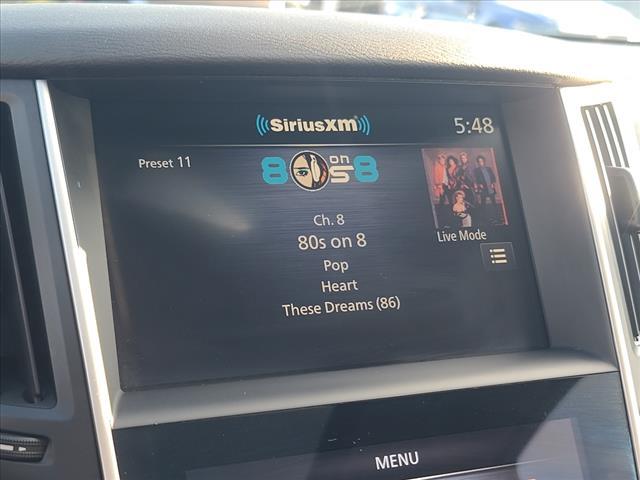 SiriusXM
5:48
Preset 11
80s on 8
Ch. 8
80s on 8
Pop
Heart
These Dreams (86)
Live Mode
MENU